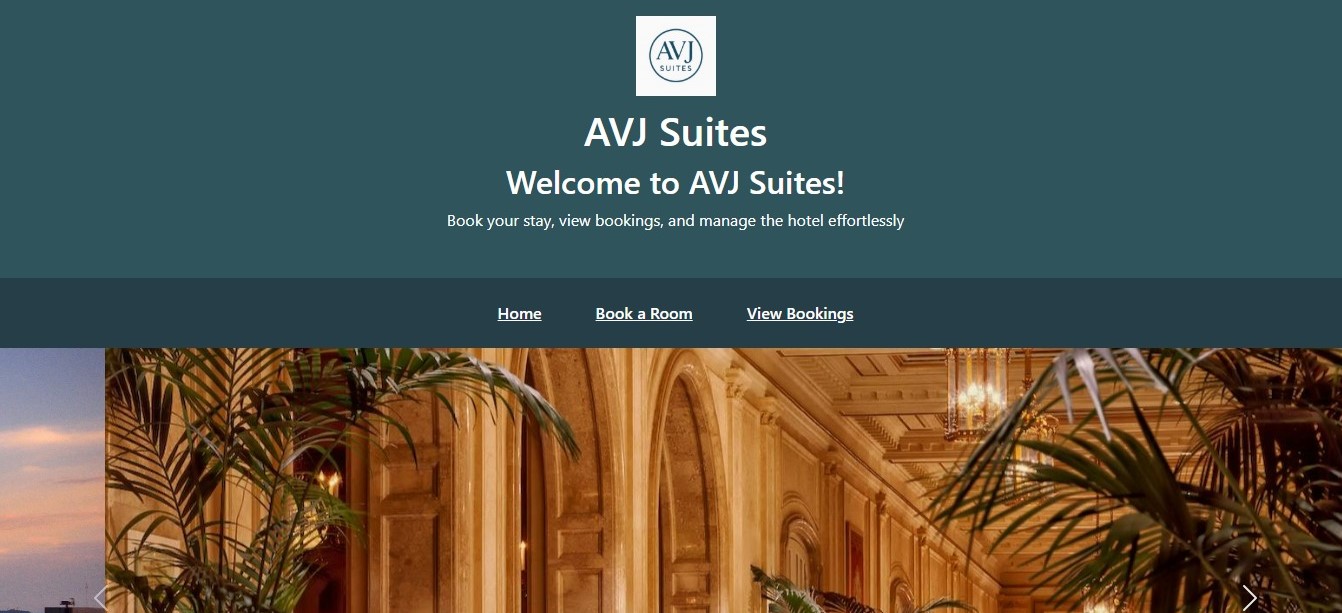 AVJ
SUITES
AVJ Suites
Welcome to AVJ Suites!
Book your stay, view bookings, and manage the hotel effortlessly
Home Book a Room View Bookings